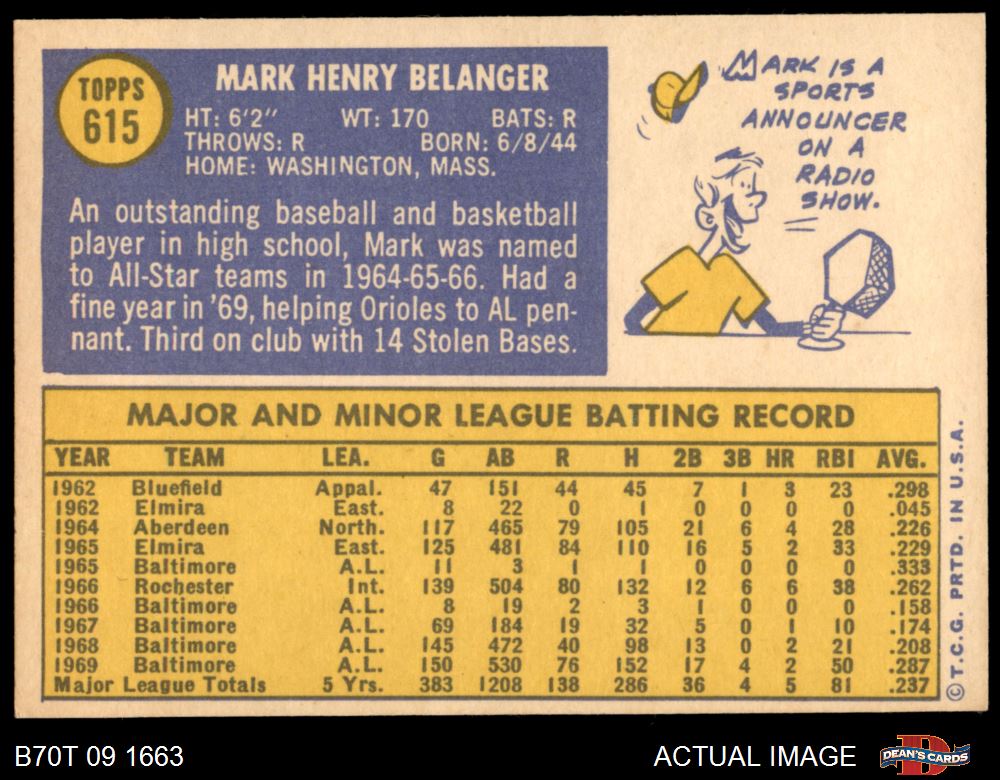 TOPPS
615
MARK HENRY BELANGER
HT: 6'2" WT: 170 BATS: R
THROWS: R BORN: 6/8/44
HOME: WASHINGTON, MASS.
An outstanding baseball and basketball
player in high school, Mark was named
to All-Star teams in 1964-65-66. Had a
fine year in '69, helping Orioles to AL pen-
nant. Third on club with 14 Stolen Bases.
MARK IS A
SPORTS
ANNOUNCER
ON A
RADIO
SHOW.
MAJOR AND MINOR LEAGUE BATTING RECORD
YEAR TEAM LEA. G AB R H 2B 3B HR RBI AVG.
1962 Bluefield Appal. 47 151 44 45 7 1 3 23 .298
1962 Elmira East. 8 22 0 1 0 0 0 0 .045
1964 Aberdeen North. 117 465 79 105 21 6 4 28 .226
1965 Elmira East. 125 481 84 110 16 5 2 33 .229
1965 Baltimore A.L. 11 3 1 1 0 0 0 0 .333
1966 Rochester Int. 139 504 80 132 12 6 6 38 .262
1966 Baltimore A.L. 8 19 2 3 1 0 0 0 .158
1967 Baltimore A.L. 69 184 19 32 5 0 1 10 .174
1968 Baltimore A.L. 145 472 40 98 13 0 2 21 .208
1969 Baltimore A.L. 150 530 76 152 17 4 2 50 .287
Major League Totals 5 Yrs. 383 1208 138 286 36 4 5 81 .237
© T.C.G. PRTD. IN U.S.A.
B70T 09 1663
ACTUAL IMAGE
DEAN'S CARDS